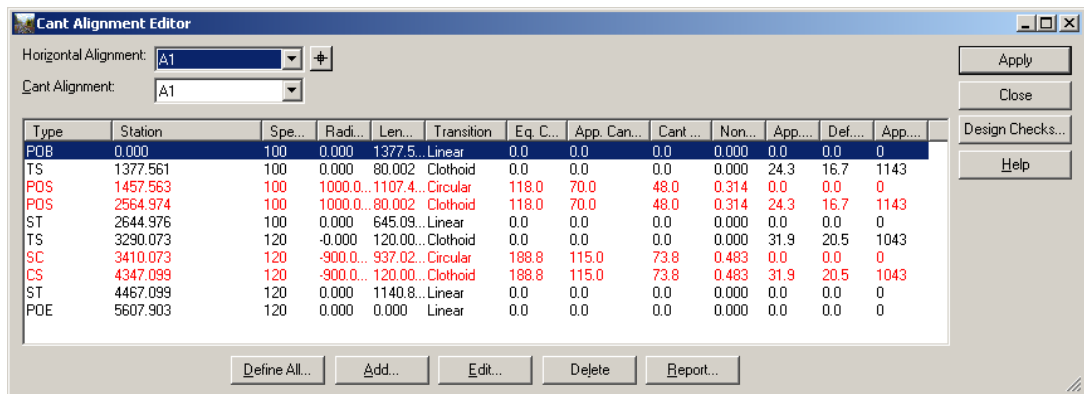 Cant Alignment Editor
Horizontal Alignment: A1
Cant Alignment: A1
Apply
Close
Design Checks...
Help
Type Station Spe... Radi... Len... Transition Eq. C... App. Can... Cant ... Non... App.... Def... App....
POB 0.000 100 0.000 1377.5... Linear 0.0 0.0 0.0 0.000 0.0 0.0 0
TS 1377.561 100 0.000 80.002 Clothoid 0.0 0.0 0.0 0.000 24.3 16.7 1143
POS 1457.563 100 1000.0... 1107.4... Circular 118.0 70.0 48.0 0.314 0.0 0.0 0
POS 2564.974 100 1000.0... 80.002 Clothoid 118.0 70.0 48.0 0.314 24.3 16.7 1143
ST 2644.976 100 0.000 645.09... Linear 0.0 0.0 0.0 0.000 0.0 0.0 0
TS 3290.073 120 -0.000 120.00... Clothoid 0.0 0.0 0.0 0.000 31.9 20.5 1043
SC 3410.073 120 -900.0... 937.02... Circular 188.8 115.0 73.8 0.483 0.0 0.0 0
CS 4347.099 120 -900.0... 120.00... Clothoid 188.8 115.0 73.8 0.483 31.9 20.5 1043
ST 4467.099 120 0.000 1140.8... Linear 0.0 0.0 0.0 0.000 0.0 0.0 0
POE 5607.903 120 0.000 0.000 Linear 0.0 0.0 0.0 0.000 0.0 0.0 0
Define All... Add... Edit... Delete Report...